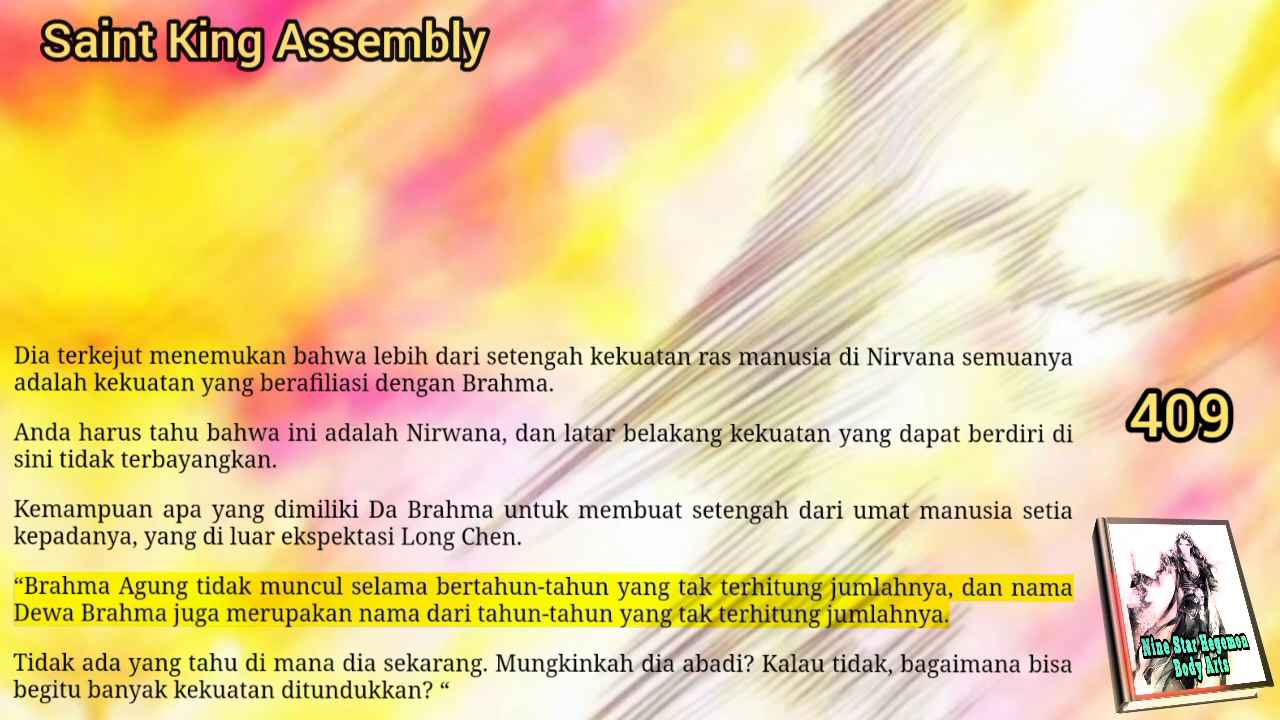 Saint King Assembly
Dia terkejut menemukan bahwa lebih dari setengah kekuatan ras manusia di Nirvana semuanya
adalah kekuatan yang berafiliasi dengan Brahma.
Anda harus tahu bahwa ini adalah Nirwana, dan latar belakang kekuatan yang dapat berdiri di
sini tidak terbayangkan.
Kemampuan apa yang dimiliki Da Brahma untuk membuat setengah dari umat manusia setia
kepadanya, yang di luar ekspektasi Long Chen.
“Brahma Agung tidak muncul selama bertahun-tahun yang tak terhitung jumlahnya, dan nama
Dewa Brahma juga merupakan nama dari tahun-tahun yang tak terhitung jumlahnya.
Tidak ada yang tahu di mana dia sekarang. Mungkinkah dia abadi? Kalau tidak, bagaimana bisa
begitu banyak kekuatan ditundukkan? “
409
Nine Star Hegemon
Body Arts